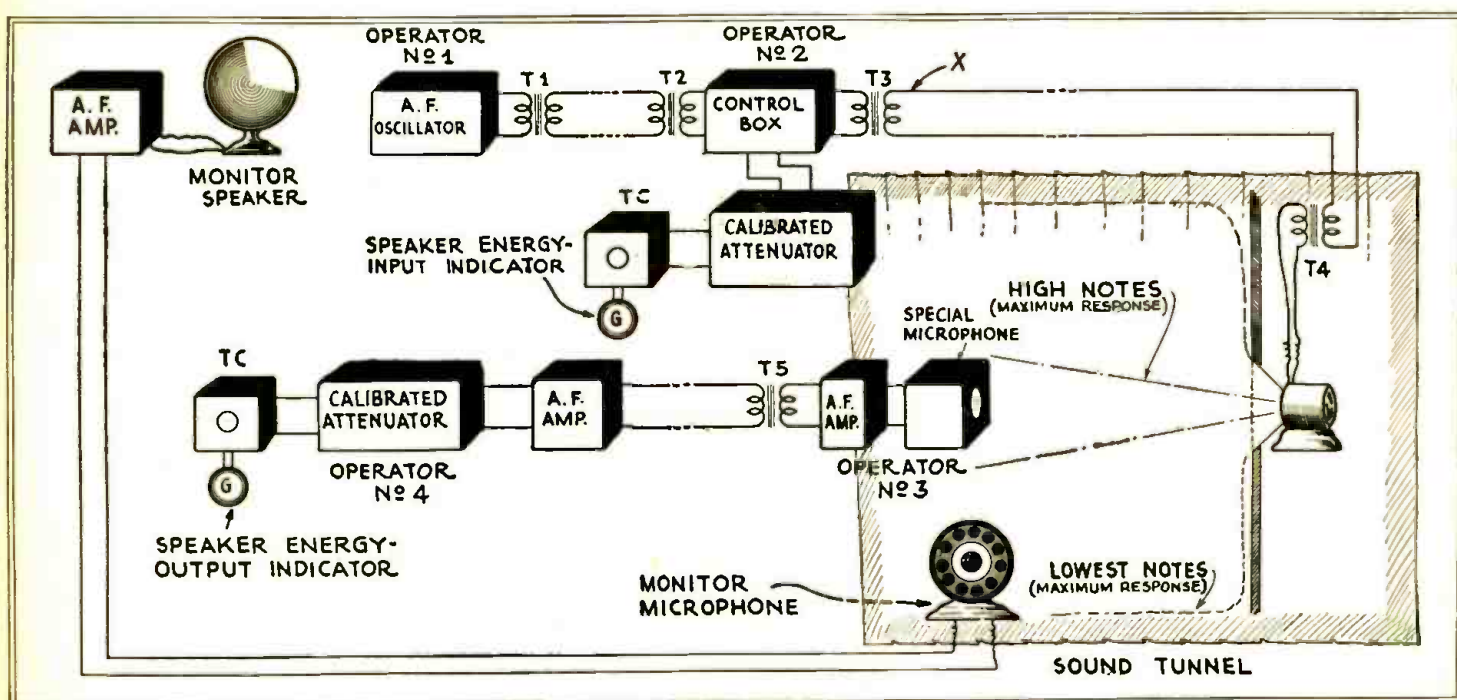 OPERATOR
Nº 1
OPERATOR
Nº 2
A. F.
AMP.
MONITOR
SPEAKER
A. F.
OSCILLATOR
T1
T2
CONTROL
BOX
T3
X
TC
SPEAKER ENERGY-
INPUT INDICATOR
G
CALIBRATED
ATTENUATOR
T4
HIGH NOTES
(MAXIMUM RESPONSE)
SPECIAL
MICROPHONE
TC
CALIBRATED
ATTENUATOR
A. F.
AMP.
T5
A. F.
AMP.
OPERATOR
Nº 3
OPERATOR
Nº 4
G
SPEAKER ENERGY-
OUTPUT INDICATOR
MONITOR
MICROPHONE
LOWEST NOTES
(MAXIMUM RESPONSE)
SOUND TUNNEL